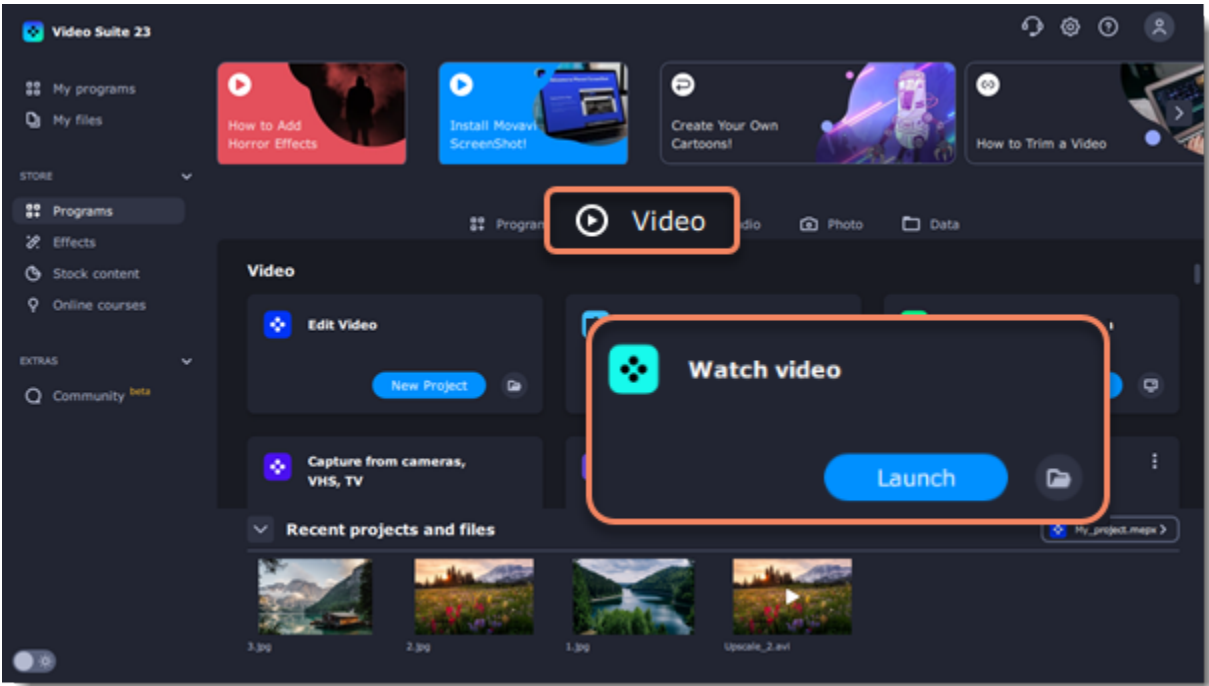 Video Suite 23
My programs
My files
STORE
Programs
Effects
Stock content
Online courses
EXTRAS
Community beta
How to Add
Horror Effects
Install Movavi
ScreenShot!
Create Your Own
Cartoons!
How to Trim a Video
Video
Photo
Data
Video
Edit Video
New Project
Watch video
Launch
Capture from cameras,
VHS, TV
Recent projects and files
My_project.mepx
3.jpg
2.jpg
1.jpg
Upscale_2.avi